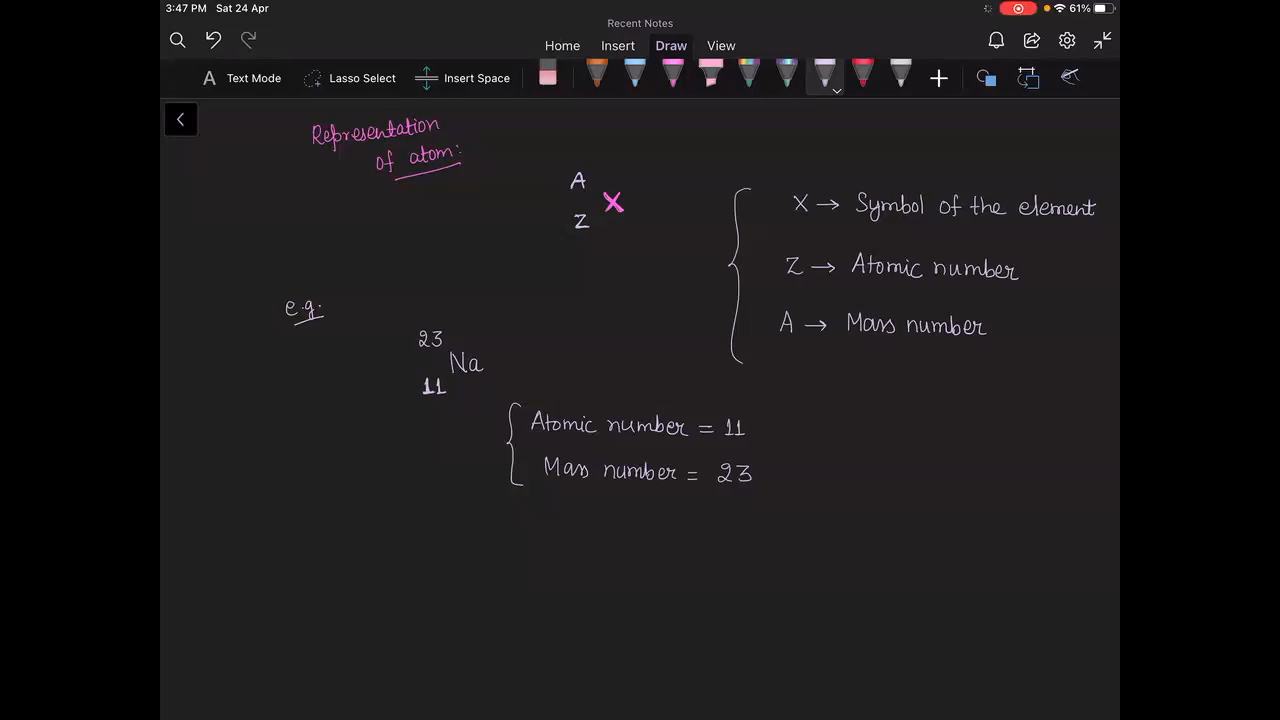 3:47 PM Sat 24 Apr 61%
Recent Notes
Home Insert Draw View
A Text Mode Lasso Select Insert Space
Representation
of atom:
A
X
Z
X → Symbol of the element
Z → Atomic number
A → Mass number
e.g.
23
Na
11
Atomic number = 11
Mass number = 23